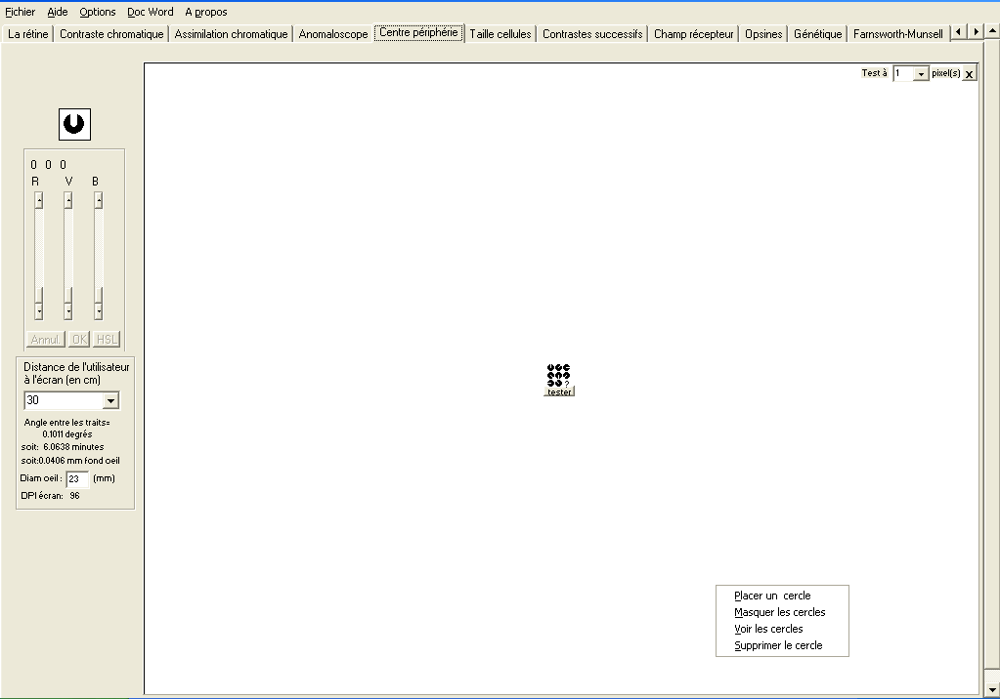 Fichier Aide Options Doc Word A propos
La rétine Contraste chromatique Assimilation chromatique Anomaloscope Centre périphérie Taille cellules Contrastes successifs Champ récepteur Opsines Génétique Farnsworth-Munsell
Test à 1 pixel(s) x
0 0 0
R V B
Annul. OK HSL
Distance de l'utilisateur
à l'écran (en cm)
30
Angle entre les traits=
0.1011 degrés
soit: 6.0638 minutes
soit:0.0406 mm fond oeil
Diam oeil : 23 (mm)
DPI écran: 96
?
tester
Placer un cercle
Masquer les cercles
Voir les cercles
Supprimer le cercle